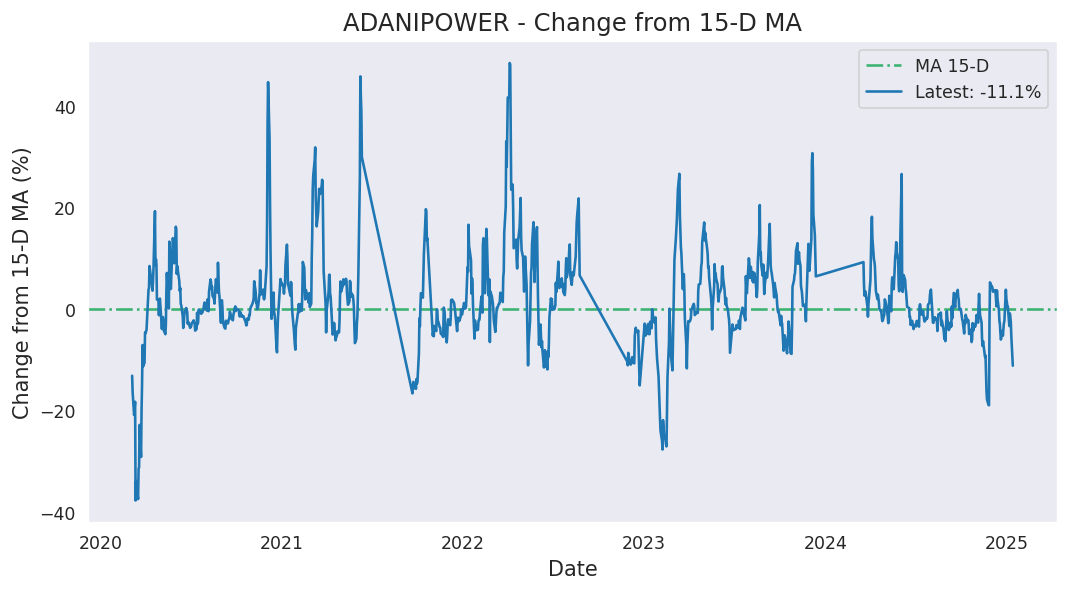 ADANIPOWER - Change from 15-D MA
MA 15-D
Latest: -11.1%
Change from 15-D MA (%)
40
20
0
−20
−40
2020
2021
2022
2023
2024
2025
Date